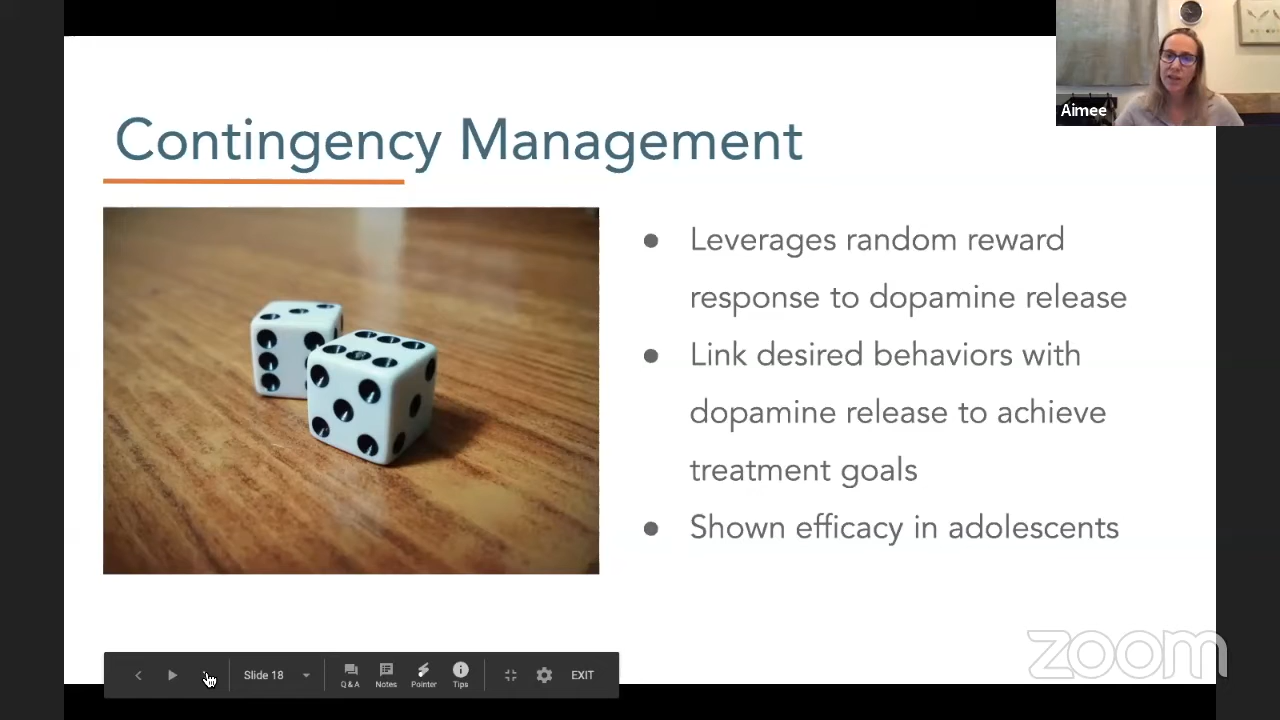 Aimee
Contingency Management
● Leverages random reward
response to dopamine release
● Link desired behaviors with
dopamine release to achieve
treatment goals
● Shown efficacy in adolescents
zoom
Slide 18
Q&A
Notes
Pointer
Tips
EXIT